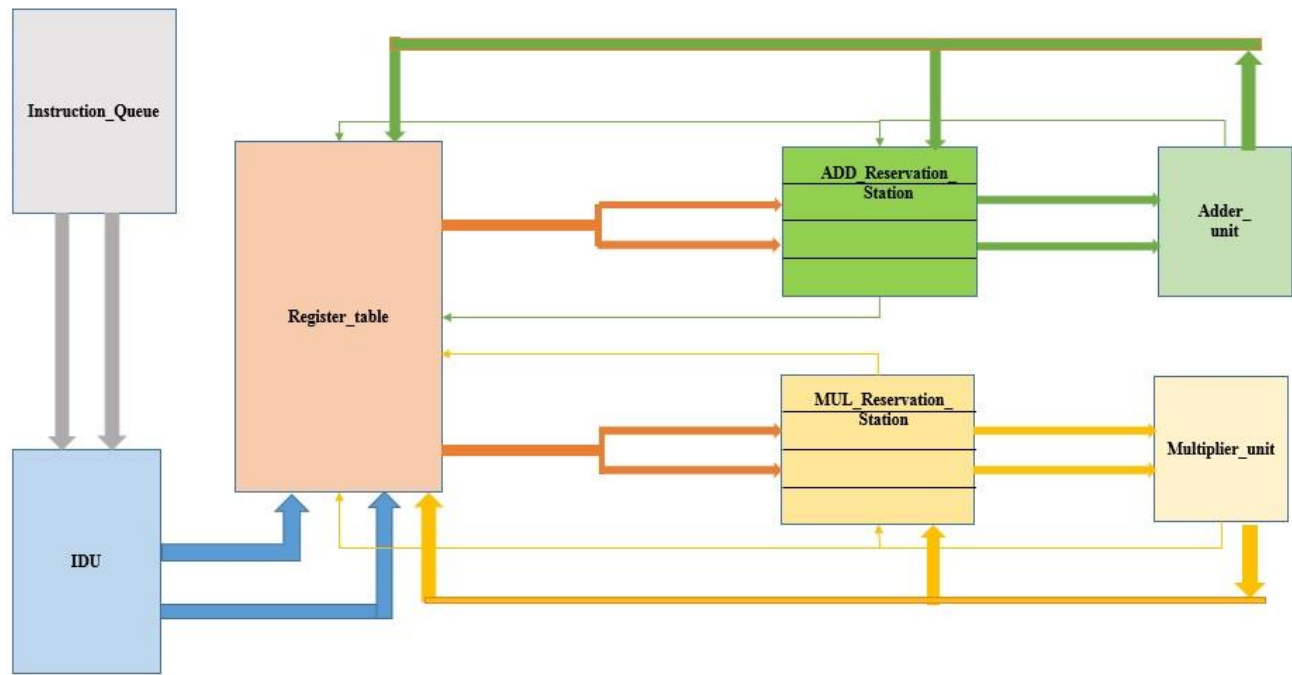 Instruction_Queue
ADD_Reservation_
Station
Adder_
unit
Register_table
MUL_Reservation_
Station
Multiplier_unit
IDU